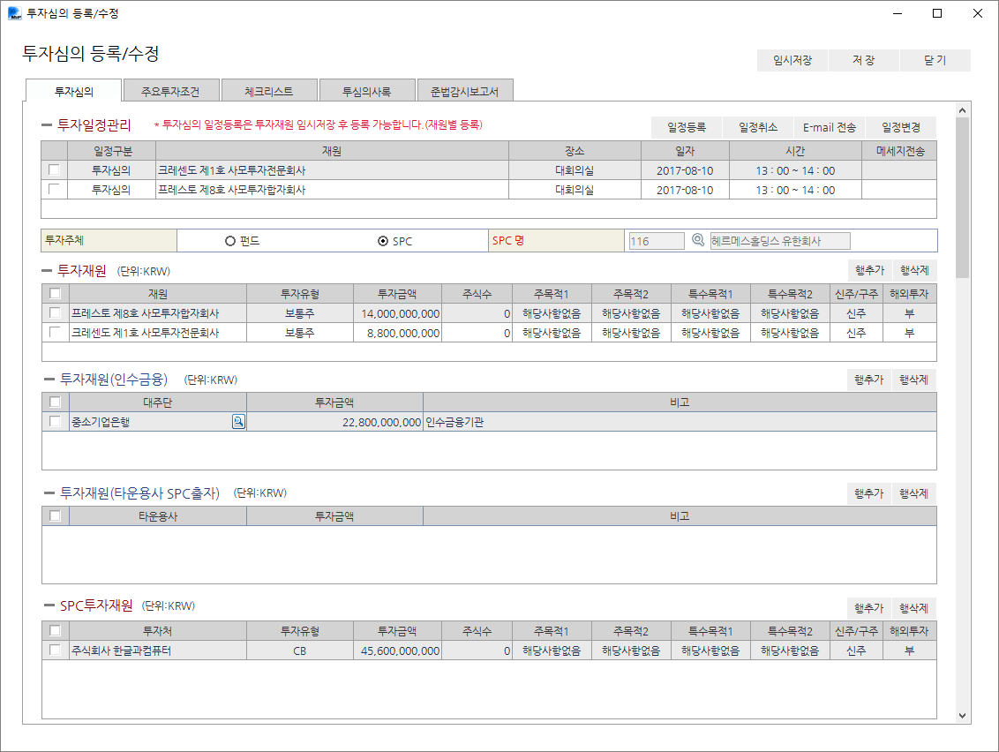 투자심의 등록/수정
투자심의 등록/수정
임시저장 저 장 닫 기
투자심의 주요투자조건 체크리스트 투심의사록 준법감시보고서
투자일정관리 * 투자심의 일정등록은 투자재원 임시저장 후 등록 가능합니다.(재원별 등록) 일정등록 일정취소 E-mail 전송 일정변경
일정구분 재원 장소 일자 시간 메세지전송
투자심의 크레센도 제1호 사모투자전문회사 대회의실 2017-08-10 13 : 00 ~ 14 : 00
투자심의 프레스토 제8호 사모투자합자회사 대회의실 2017-08-10 13 : 00 ~ 14 : 00
투자주체 펀드 SPC SPC 명 116 헤르메스홀딩스 유한회사
투자재원 (단위:KRW) 행추가 행삭제
재원 투자유형 투자금액 주식수 주목적1 주목적2 특수목적1 특수목적2 신주/구주 해외투자
프레스토 제8호 사모투자합자회사 보통주 14,000,000,000 0 해당사항없음 해당사항없음 해당사항없음 해당사항없음 신주 부
크레센도 제1호 사모투자전문회사 보통주 8,800,000,000 0 해당사항없음 해당사항없음 해당사항없음 해당사항없음 신주 부
투자재원(인수금융) (단위:KRW) 행추가 행삭제
대주단 투자금액 비고
중소기업은행 22,800,000,000 인수금융기관
투자재원(타운용사 SPC출자) (단위:KRW) 행추가 행삭제
타운용사 투자금액 비고
SPC투자재원 (단위:KRW) 행추가 행삭제
투자처 투자유형 투자금액 주식수 주목적1 주목적2 특수목적1 특수목적2 신주/구주 해외투자
주식회사 한글과컴퓨터 CB 45,600,000,000 0 해당사항없음 해당사항없음 해당사항없음 해당사항없음 신주 부